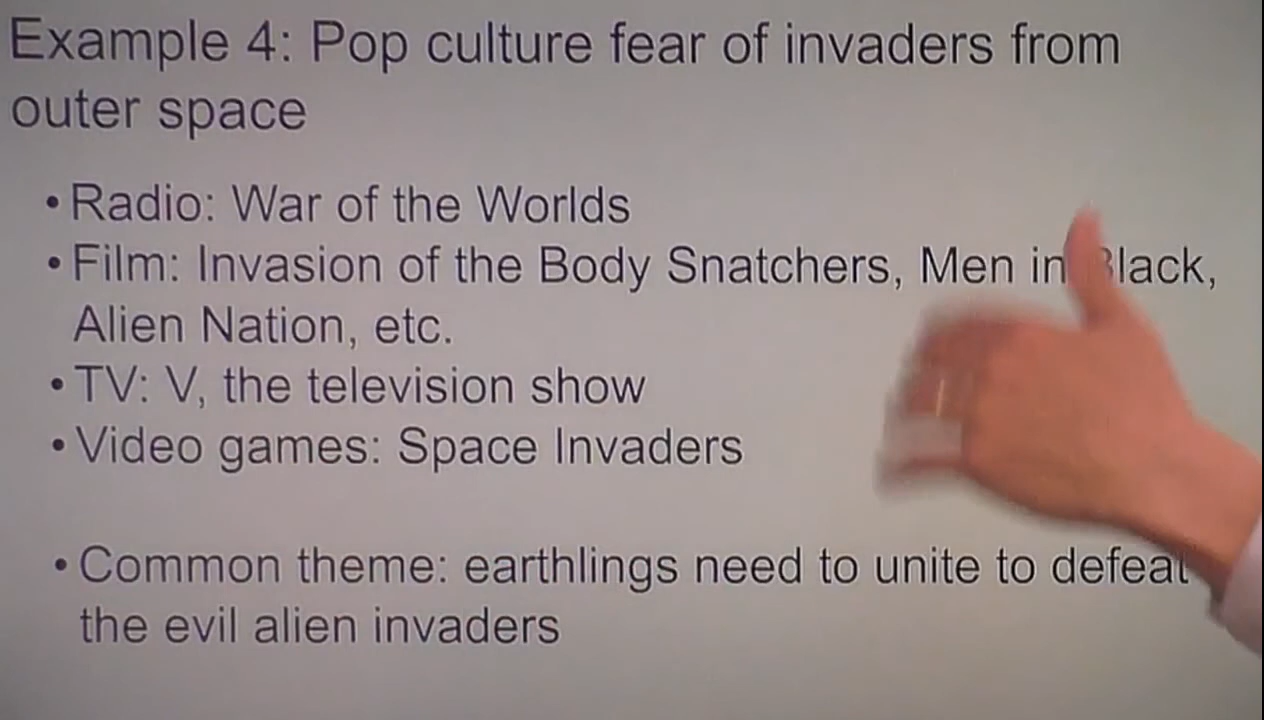 Example 4: Pop culture fear of invaders from
outer space
• Radio: War of the Worlds
• Film: Invasion of the Body Snatchers, Men in Black,
Alien Nation, etc.
• TV: V, the television show
• Video games: Space Invaders
• Common theme: earthlings need to unite to defeat
the evil alien invaders